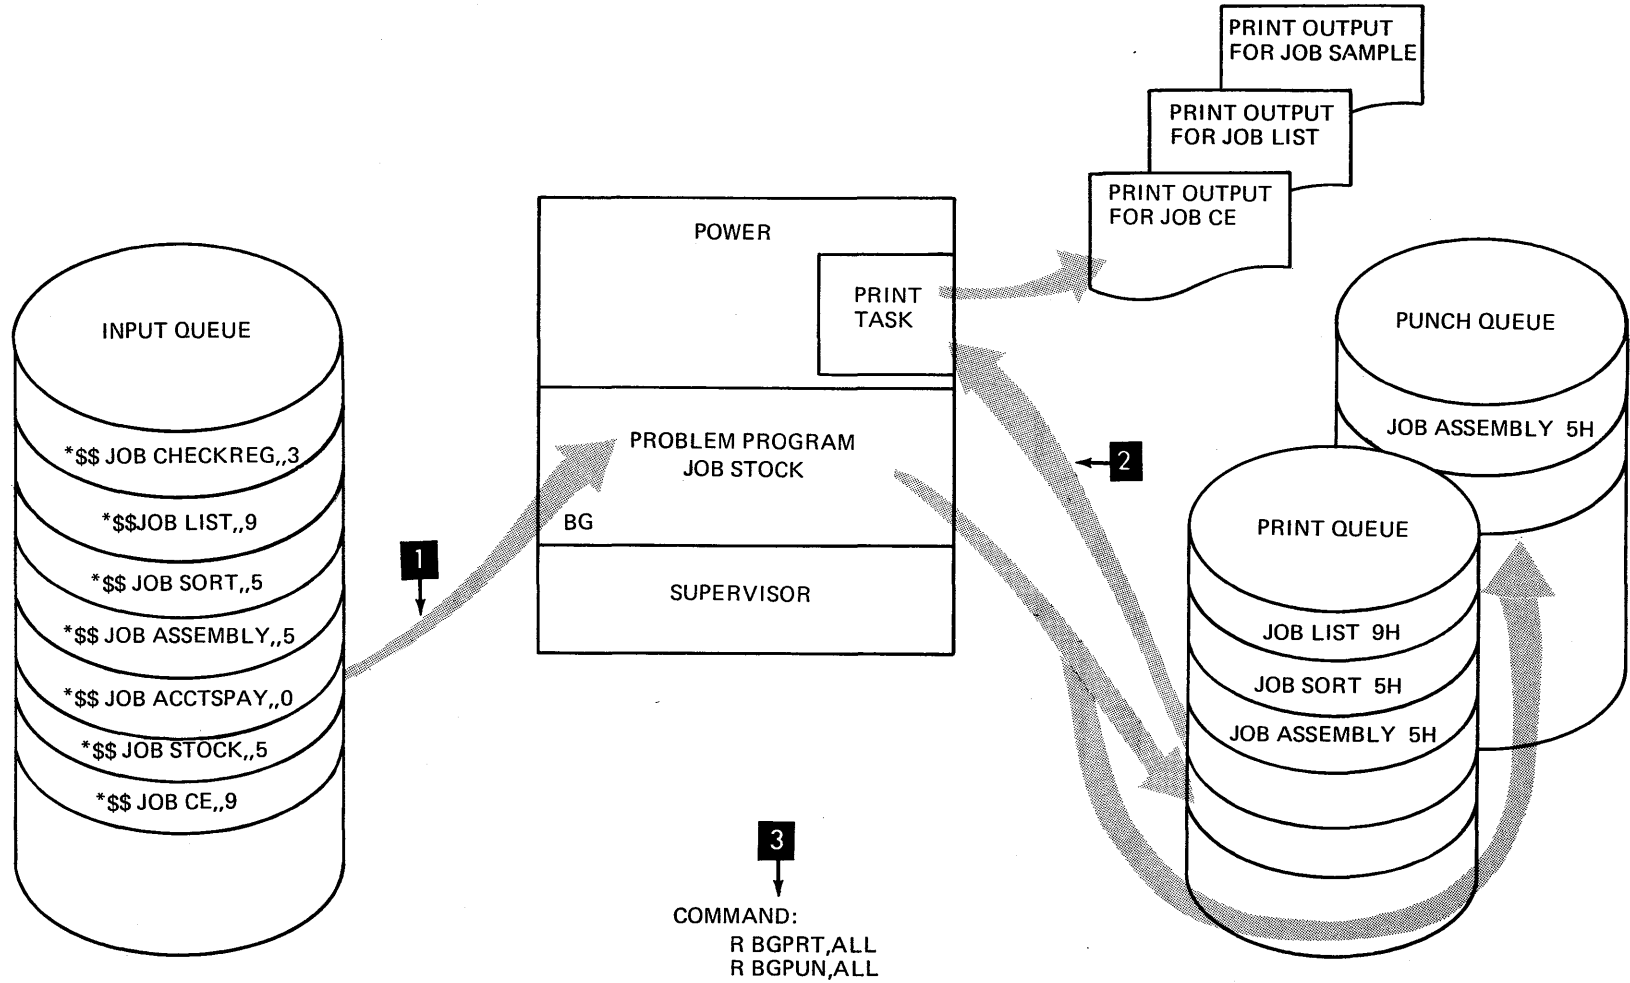 PRINT OUTPUT
FOR JOB SAMPLE
PRINT OUTPUT
FOR JOB LIST
PRINT OUTPUT
FOR JOB CE
INPUT QUEUE
*$$ JOB CHECKREG,,3
*$$JOB LIST,,9
*$$ JOB SORT,,5
*$$ JOB ASSEMBLY,,5
*$$ JOB ACCTSPAY,,0
*$$ JOB STOCK,,5
*$$ JOB CE,,9
1
POWER
PRINT
TASK
PROBLEM PROGRAM
JOB STOCK
BG
SUPERVISOR
2
PUNCH QUEUE
JOB ASSEMBLY 5H
PRINT QUEUE
JOB LIST 9H
JOB SORT 5H
JOB ASSEMBLY 5H
3
COMMAND:
R BGPRT,ALL
R BGPUN,ALL